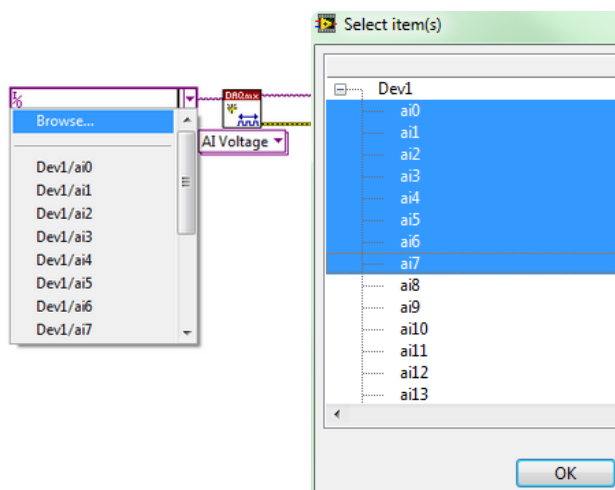 Select item(s)
I/O
DAQmx
Browse...
AI Voltage
Dev1/ai0
Dev1/ai1
Dev1/ai2
Dev1/ai3
Dev1/ai4
Dev1/ai5
Dev1/ai6
Dev1/ai7
Dev1
ai0
ai1
ai2
ai3
ai4
ai5
ai6
ai7
ai8
ai9
ai10
ai11
ai12
ai13
OK